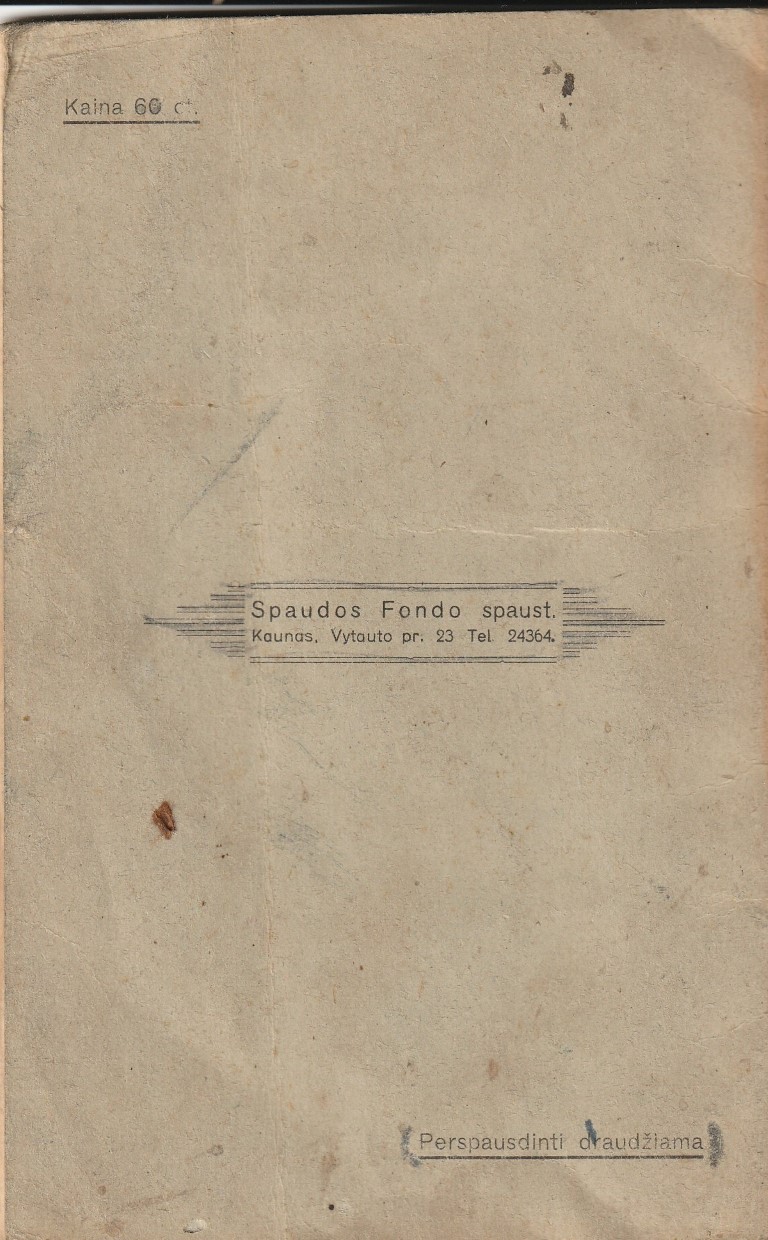 Kaina 60 ct.
Spaudos Fondo spaust.
Kaunas, Vytauto pr. 23 Tel 24364.
Perspausdinti draudžiama